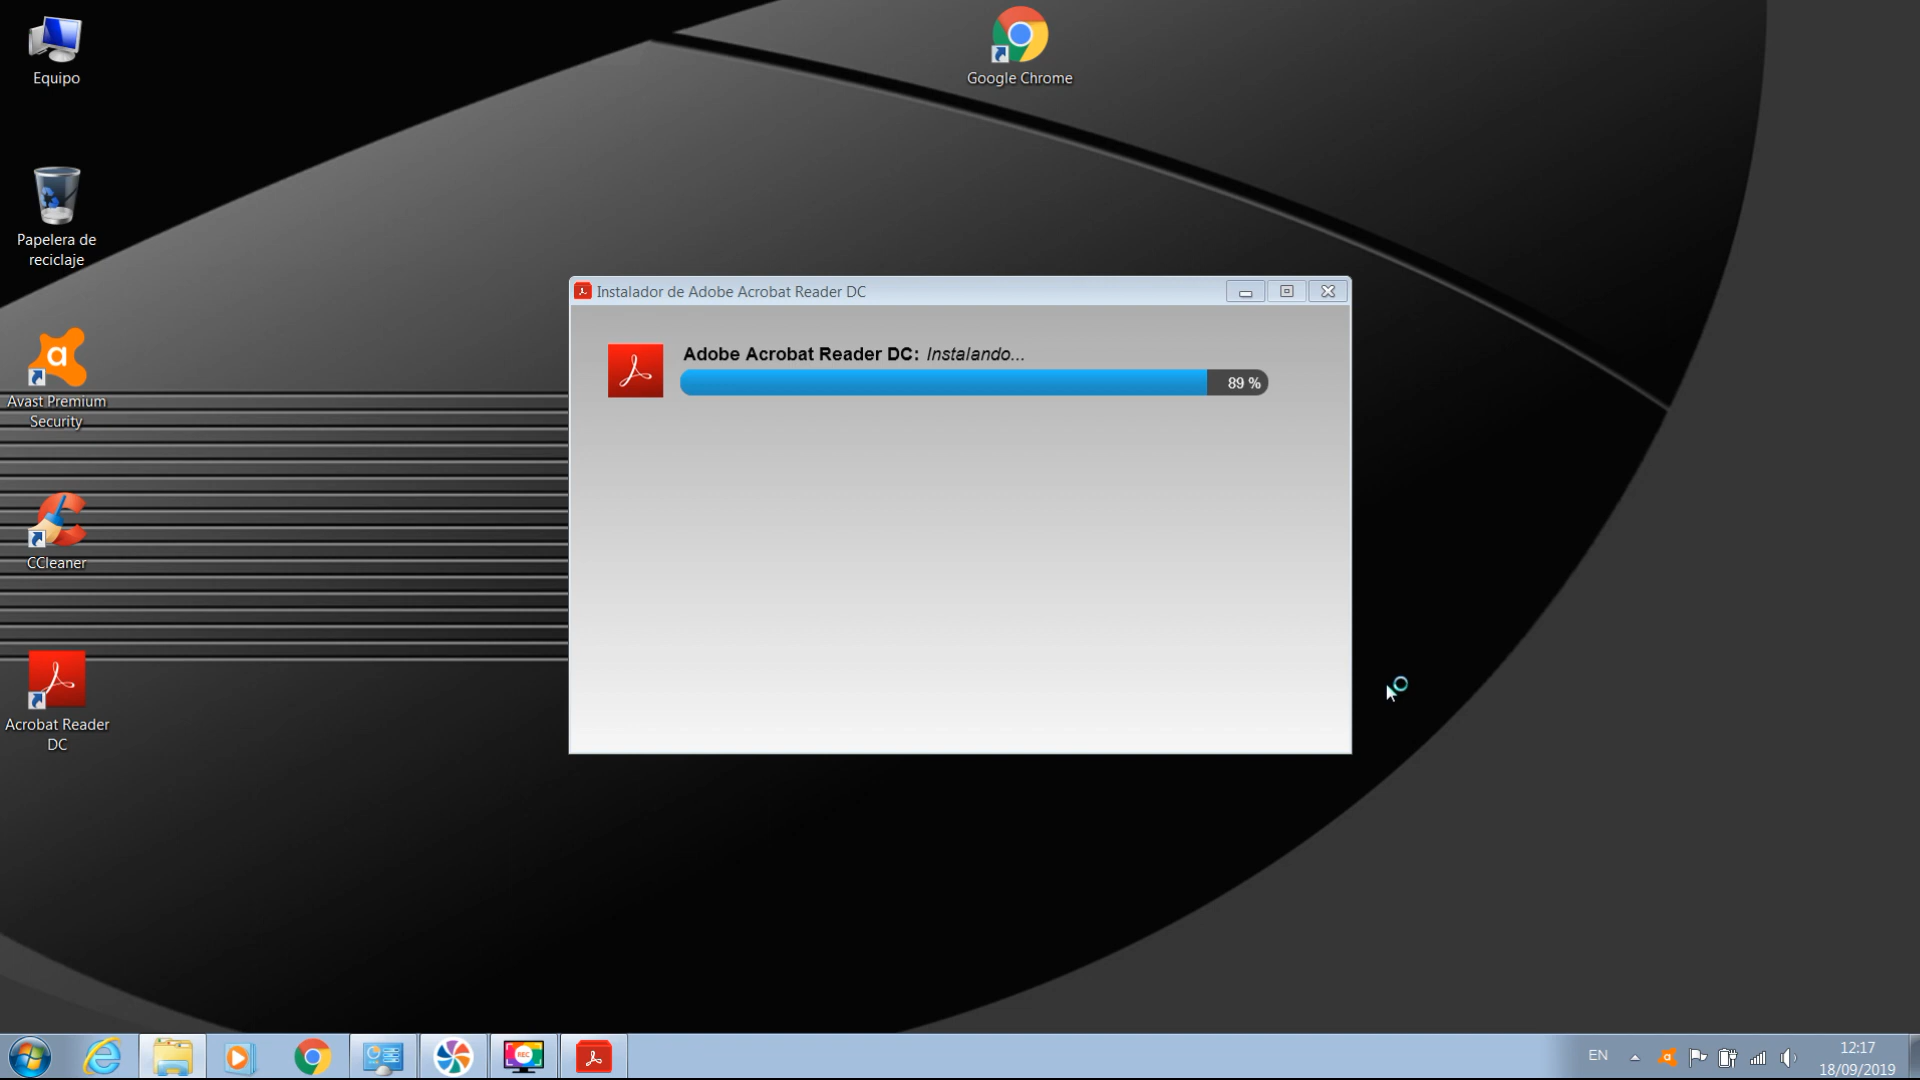 Equipo
Google Chrome
Papelera de
reciclaje
Instalador de Adobe Acrobat Reader DC
Adobe Acrobat Reader DC: Instalando...
89 %
a
Avast Premium
Security
CCleaner
Acrobat Reader
DC
REC
EN
a
12:17
18/09/2019